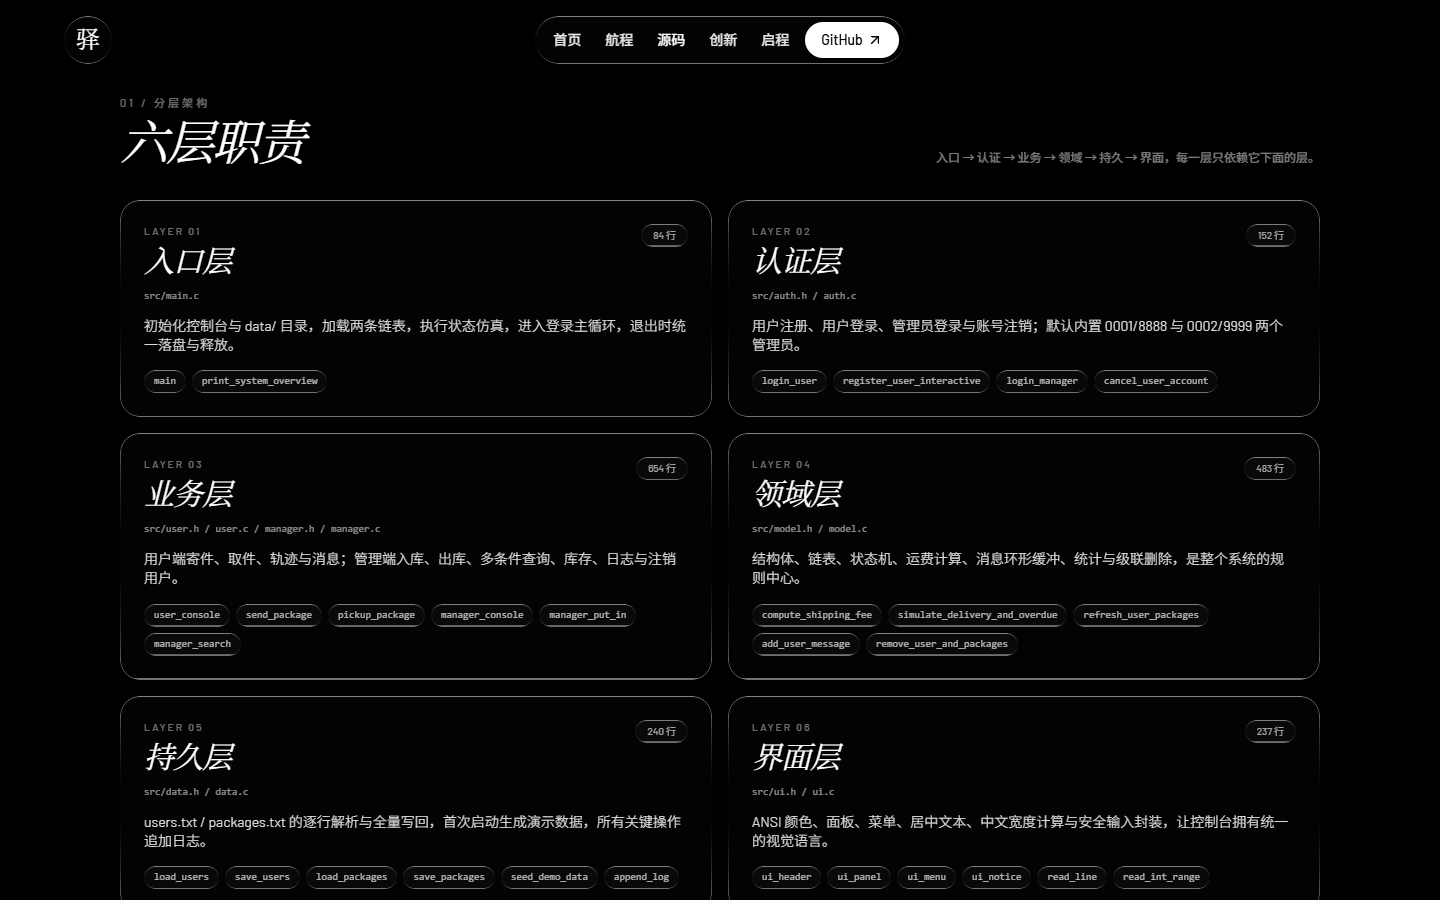 驿
首页 航程 源码 创新 启程 GitHub
01 / 分层架构
六层职责
入口 → 认证 → 业务 → 领域 → 持久 → 界面，每一层只依赖它下面的层。
LAYER 01
84 行
入口层
src/main.c
初始化控制台与 data/ 目录，加载两条链表，执行状态仿真，进入登录主循环，退出时统
一落盘与释放。
main print_system_overview
LAYER 02
152 行
认证层
src/auth.h / auth.c
用户注册、用户登录、管理员登录与账号注销；默认内置 0001/8888 与 0002/9999 两个
管理员。
login_user register_user_interactive login_manager cancel_user_account
LAYER 03
654 行
业务层
src/user.h / user.c / manager.h / manager.c
用户端寄件、取件、轨迹与消息；管理端入库、出库、多条件查询、库存、日志与注销
用户。
user_console send_package pickup_package manager_console manager_put_in
manager_search
LAYER 04
483 行
领域层
src/model.h / model.c
结构体、链表、状态机、运费计算、消息环形缓冲、统计与级联删除，是整个系统的规
则中心。
compute_shipping_fee simulate_delivery_and_overdue refresh_user_packages
add_user_message remove_user_and_packages
LAYER 05
240 行
持久层
src/data.h / data.c
users.txt / packages.txt 的逐行解析与全量写回，首次启动生成演示数据，所有关键操作
追加日志。
load_users save_users load_packages save_packages seed_demo_data append_log
LAYER 06
237 行
界面层
src/ui.h / ui.c
ANSI 颜色、面板、菜单、居中文本、中文宽度计算与安全输入封装，让控制台拥有统一
的视觉语言。
ui_header ui_panel ui_menu ui_notice read_line read_int_range